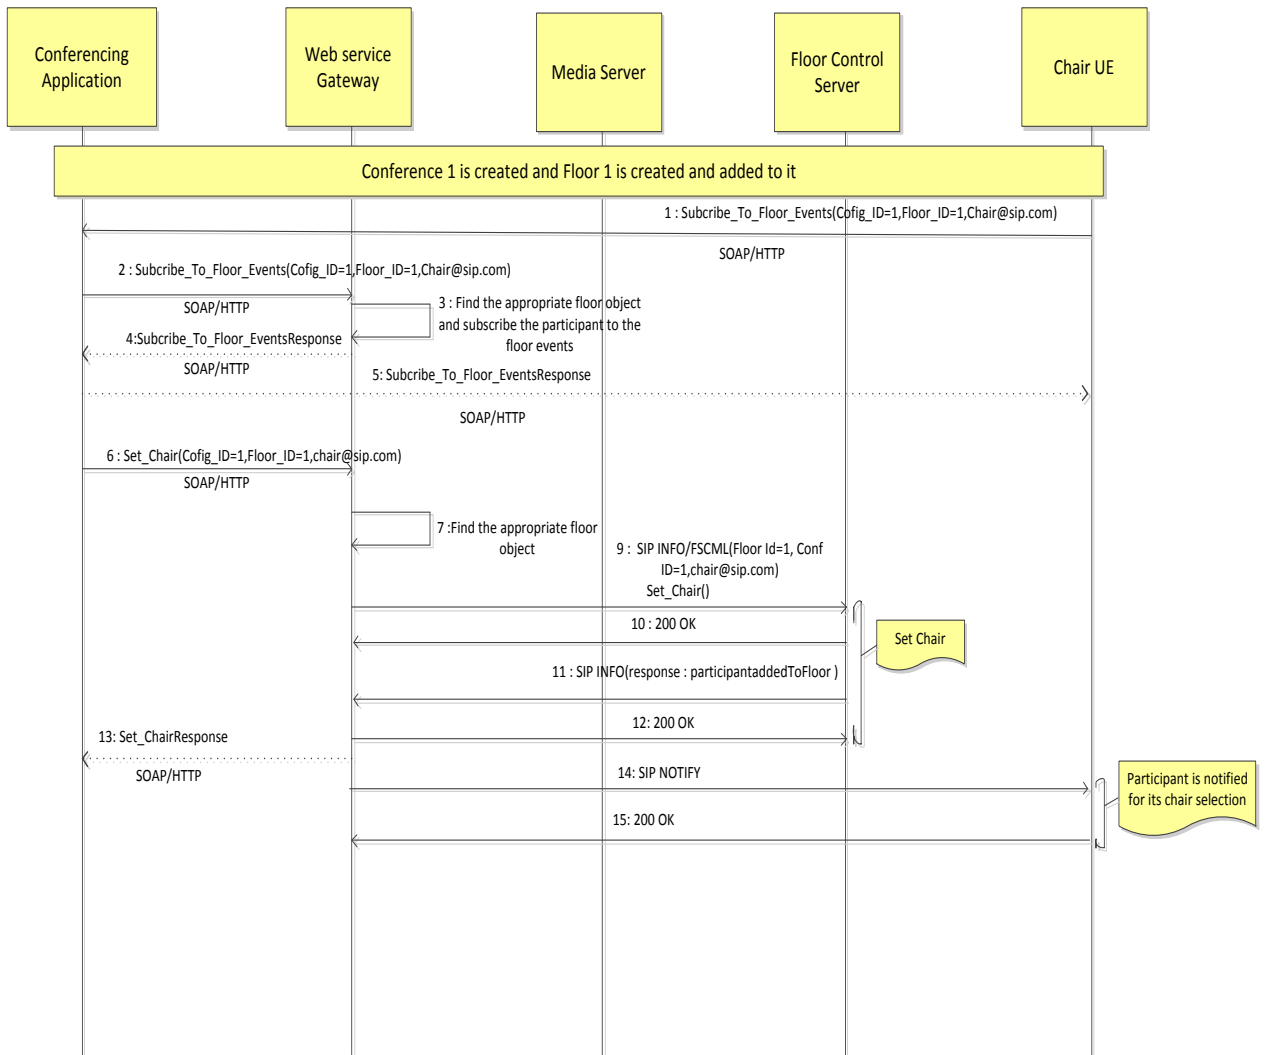 Conferencing
Application
Web service
Gateway
Media Server
Floor Control
Server
Chair UE
Conference 1 is created and Floor 1 is created and added to it
1 : Subcribe_To_Floor_Events(Cofig_ID=1,Floor_ID=1,Chair@sip.com)
SOAP/HTTP
2 : Subcribe_To_Floor_Events(Cofig_ID=1,Floor_ID=1,Chair@sip.com)
SOAP/HTTP
3 : Find the appropriate floor object
and subscribe the participant to the
floor events
4:Subcribe_To_Floor_EventsResponse
SOAP/HTTP
5: Subcribe_To_Floor_EventsResponse
SOAP/HTTP
6 : Set_Chair(Cofig_ID=1,Floor_ID=1,chair@sip.com)
SOAP/HTTP
7 :Find the appropriate floor
object
9 :  SIP INFO/FSCML(Floor Id=1, Conf
ID=1,chair@sip.com)
Set_Chair()
10 : 200 OK
Set Chair
11 : SIP INFO(response : participantaddedToFloor )
12: 200 OK
13: Set_ChairResponse
SOAP/HTTP
14: SIP NOTIFY
Participant is notified
for its chair selection
15: 200 OK